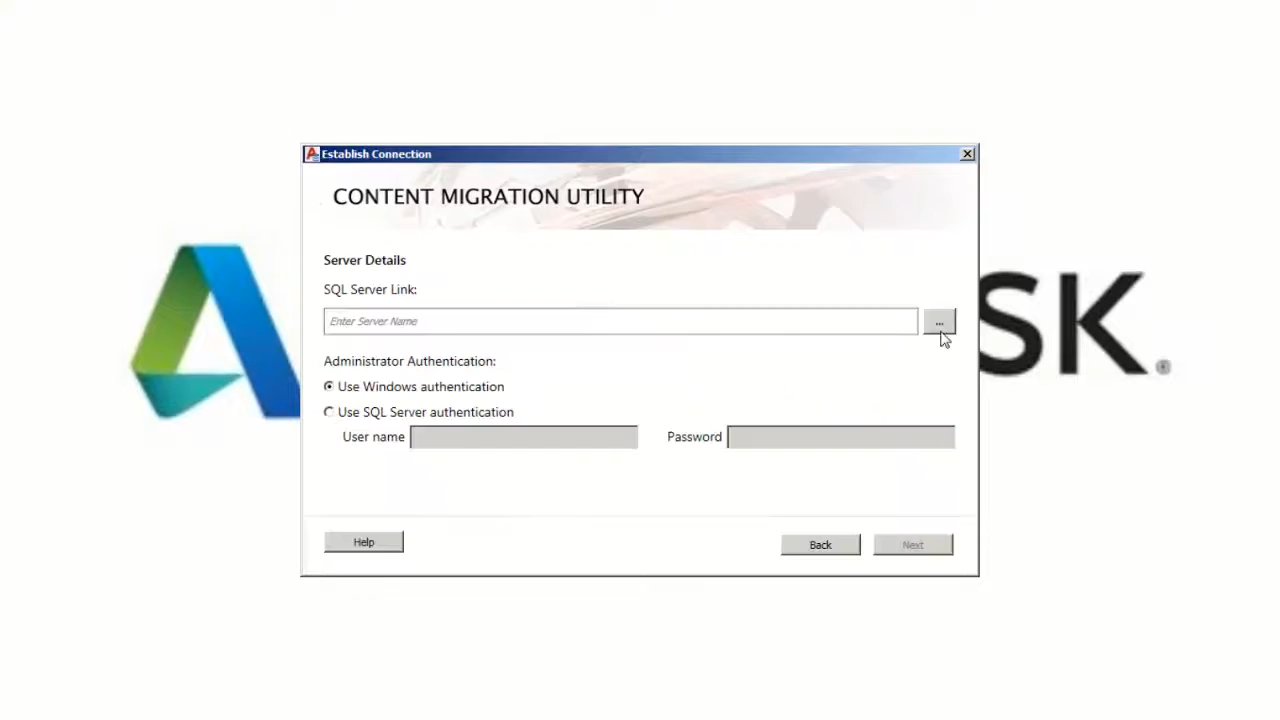 Establish Connection
CONTENT MIGRATION UTILITY
Server Details
SQL Server Link:
Enter Server Name
...
Administrator Authentication:
Use Windows authentication
Use SQL Server authentication
User name
Password
Help
Back
Next
SK®